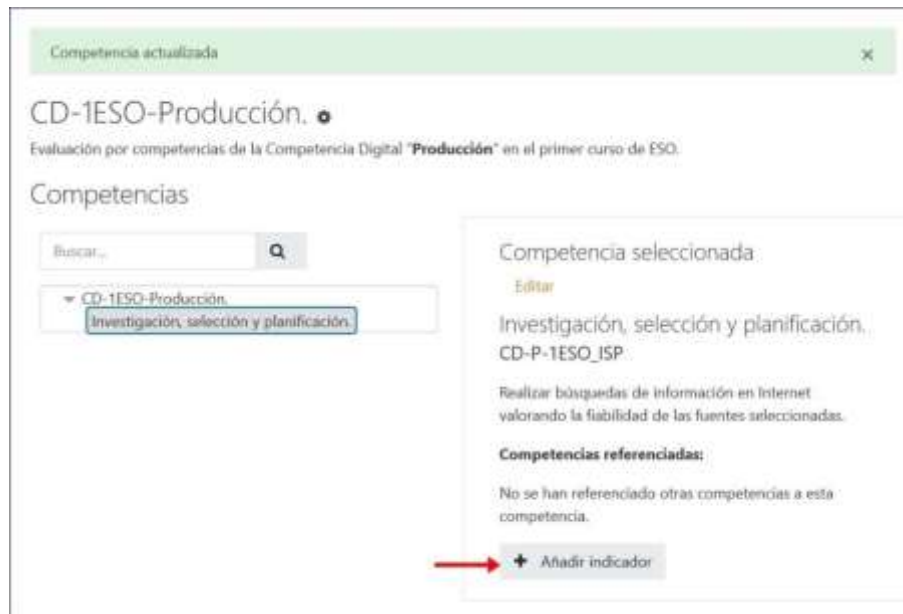 Competencia actualizada
×
CD-1ESO-Producción.
Evaluación por competencias de la Competencia Digital "Producción" en el primer curso de ESO.
Competencias
Buscar...
CD-1ESO-Producción.
Investigación, selección y planificación.
Competencia seleccionada
Editar
Investigación, selección y planificación.
CD-P-1ESO_ISP
Realizar búsquedas de información en Internet
valorando la fiabilidad de las fuentes seleccionadas.
Competencias referenciadas:
No se han referenciado otras competencias a esta
competencia.
+ Añadir indicador